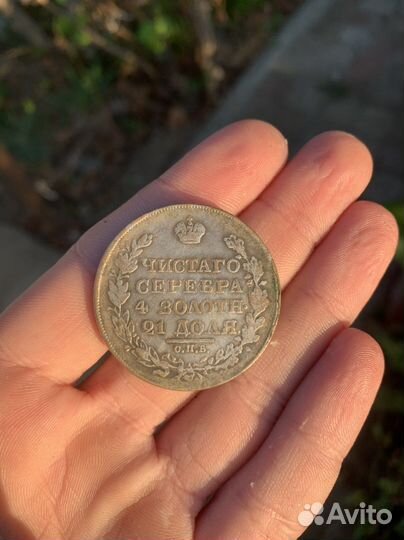 ЧИСТАГО
СЕРЕБРА
4 ЗОЛОТН
21 ДОЛЯ
С.П.Б.
Avito